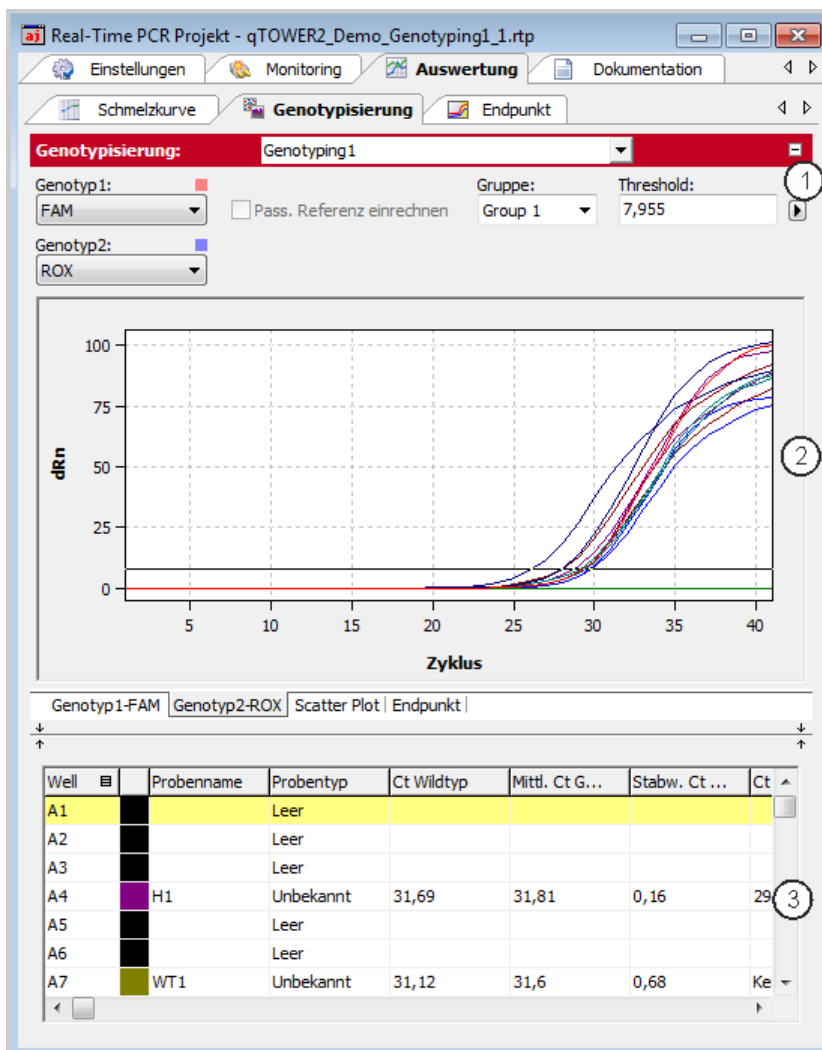 aj Real-Time PCR Projekt - qTOWER2_Demo_Genotyping1_1.rtp
Einstellungen Monitoring Auswertung Dokumentation
Schmelzkurve Genotypisierung Endpunkt
Genotypisierung: Genotyping1
1
Genotyp1: Gruppe: Threshold:
FAM Pass. Referenz einrechnen Group 1 7,955
Genotyp2:
ROX
100
75
50
25
0
dRn
2
5 10 15 20 25 30 35 40
Zyklus
Genotyp1-FAM Genotyp2-ROX Scatter Plot Endpunkt
Well Probenname Probentyp Ct Wildtyp Mittl. Ct G... Stabw. Ct ... Ct
A1 Leer
A2 Leer
A3 Leer
A4 H1 Unbekannt 31,69 31,81 0,16 29 3
A5 Leer
A6 Leer
A7 WT1 Unbekannt 31,12 31,6 0,68 Ke